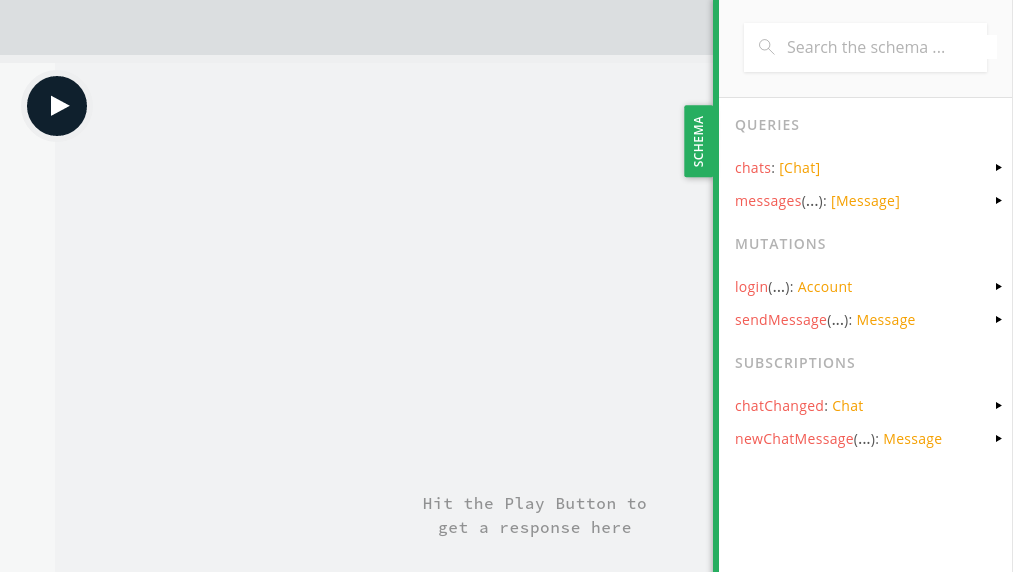 Search the schema ...
SCHEMA
QUERIES
chats: [Chat]
messages(...): [Message]
MUTATIONS
login(...): Account
sendMessage(...): Message
SUBSCRIPTIONS
chatChanged: Chat
newChatMessage(...): Message
Hit the Play Button to
get a response here